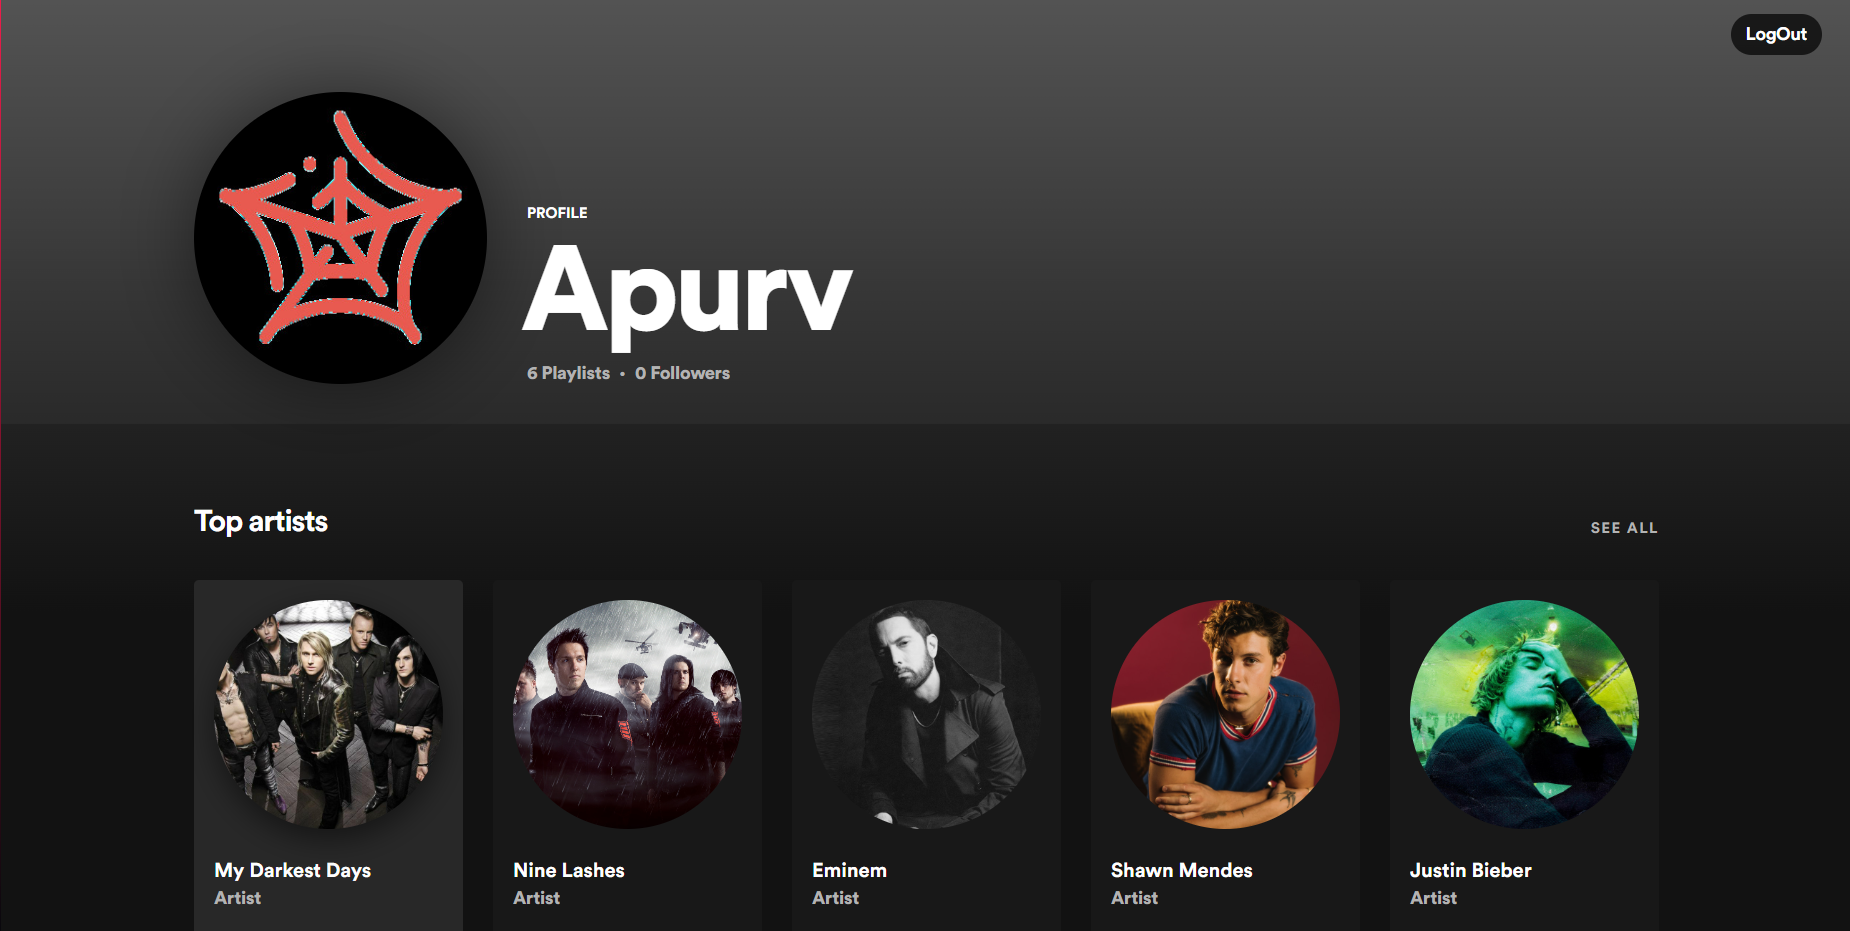 LogOut
PROFILE
Apurv
6 Playlists • 0 Followers
Top artists
SEE ALL
My Darkest Days
Artist
Nine Lashes
Artist
Eminem
Artist
Shawn Mendes
Artist
Justin Bieber
Artist